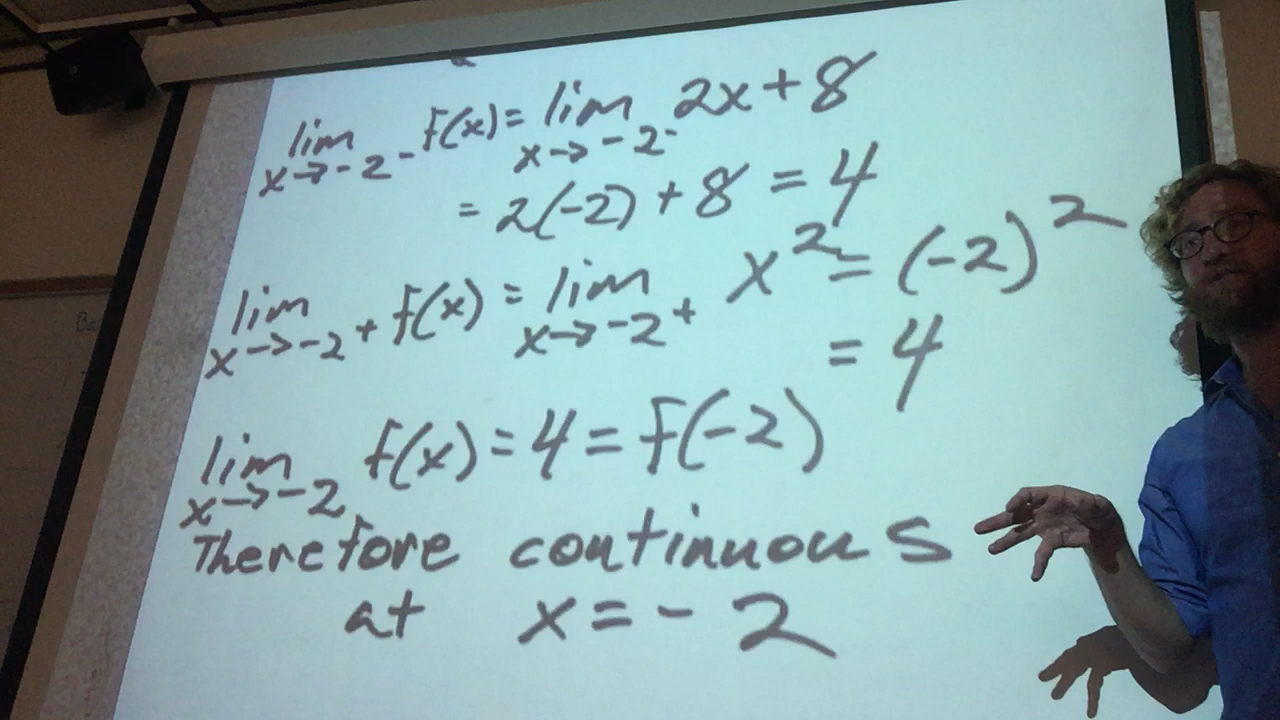 lim x→-2⁻ f(x) = lim x→-2⁻ 2x+8
= 2(-2) + 8 = 4
lim x→-2⁺ f(x) = lim x→-2⁺ x² = (-2)²
= 4
lim x→-2 f(x) = 4 = f(-2)
Therefore continuous
at x = -2